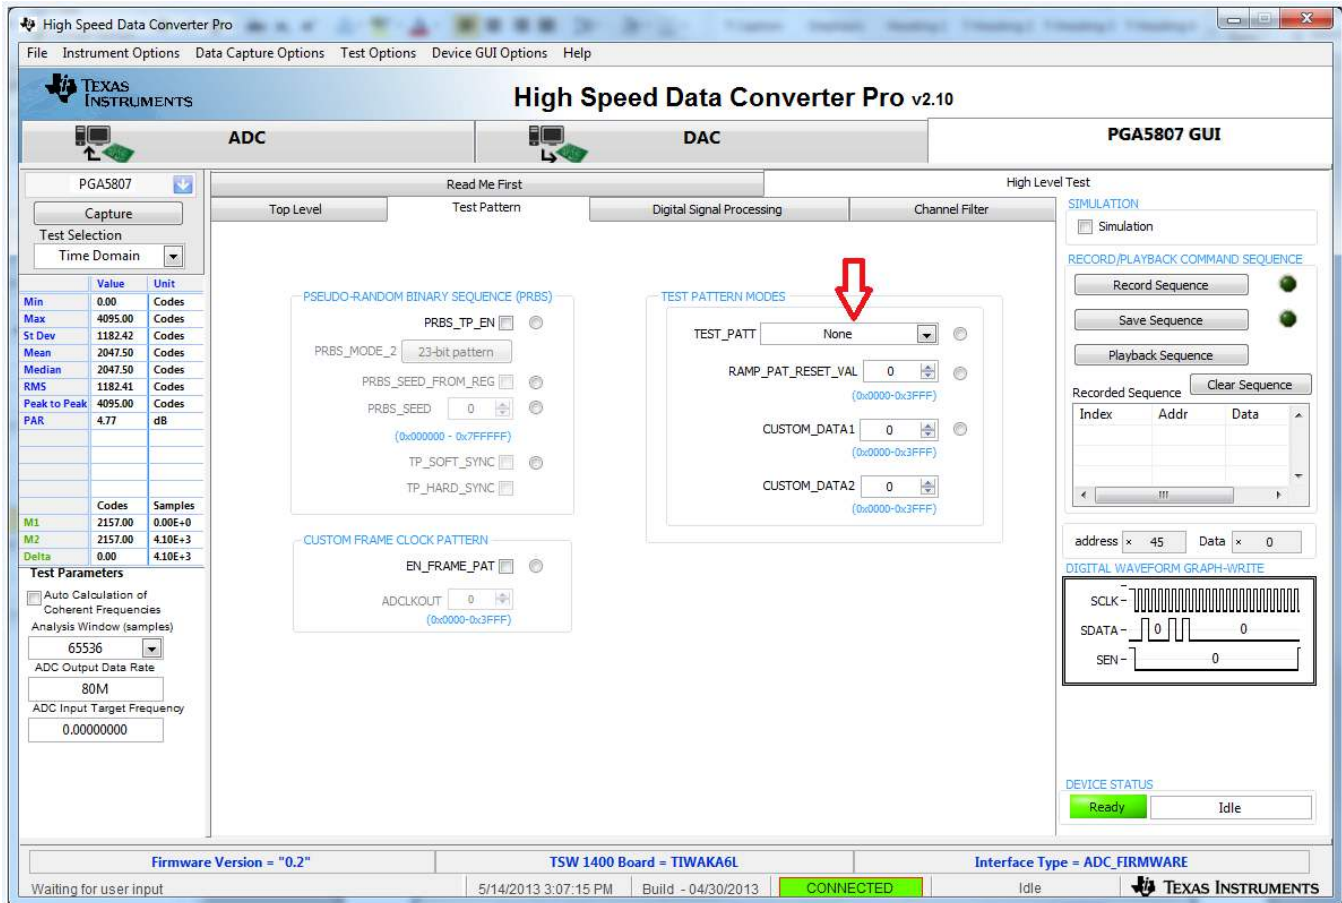 High Speed Data Converter Pro
File Instrument Options Data Capture Options Test Options Device GUI Options Help
TEXAS INSTRUMENTS
High Speed Data Converter Pro v2.10
ADC
DAC
PGA5807 GUI
PGA5807
Capture
Test Selection
Time Domain
Value Unit
Min 0.00 Codes
Max 4095.00 Codes
St Dev 1182.42 Codes
Mean 2047.50 Codes
Median 2047.50 Codes
RMS 1182.41 Codes
Peak to Peak 4095.00 Codes
PAR 4.77 dB
Codes Samples
M1 2157.00 0.00E+0
M2 2157.00 4.10E+3
Delta 0.00 4.10E+3
Test Parameters
Auto Calculation of
Coherent Frequencies
Analysis Window (samples)
65536
ADC Output Data Rate
80M
ADC Input Target Frequency
0.00000000
Read Me First
High Level Test
Top Level
Test Pattern
Digital Signal Processing
Channel Filter
PSEUDO-RANDOM BINARY SEQUENCE (PRBS)
PRBS_TP_EN
PRBS_MODE_2 23-bit pattern
PRBS_SEED_FROM_REG
PRBS_SEED 0
(0x000000 - 0x7FFFFF)
TP_SOFT_SYNC
TP_HARD_SYNC
CUSTOM FRAME CLOCK PATTERN
EN_FRAME_PAT
ADCLKOUT 0
(0x0000-0x3FFF)
TEST PATTERN MODES
TEST_PATT None
RAMP_PAT_RESET_VAL 0
(0x0000-0x3FFF)
CUSTOM_DATA1 0
(0x0000-0x3FFF)
CUSTOM_DATA2 0
(0x0000-0x3FFF)
SIMULATION
Simulation
RECORD/PLAYBACK COMMAND SEQUENCE
Record Sequence
Save Sequence
Playback Sequence
Recorded Sequence Clear Sequence
Index Addr Data
address x 45 Data x 0
DIGITAL WAVEFORM GRAPH-WRITE
SCLK
SDATA 0 0
SEN 0
DEVICE STATUS
Ready Idle
Firmware Version = "0.2"
TSW 1400 Board = TIWAKA6L
Interface Type = ADC_FIRMWARE
Waiting for user input
5/14/2013 3:07:15 PM
Build - 04/30/2013
CONNECTED
Idle
TEXAS INSTRUMENTS